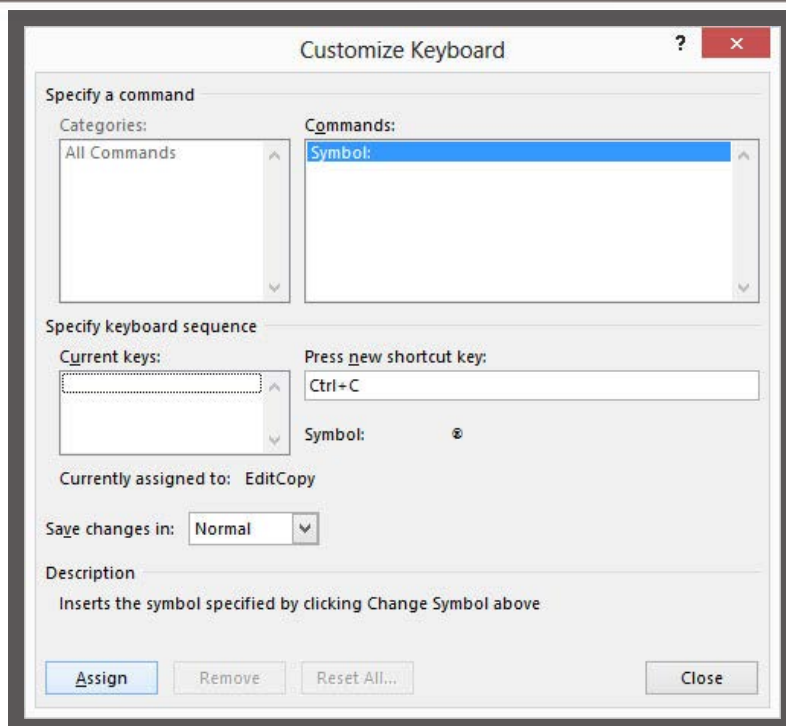 Customize Keyboard
?
Specify a command
Categories:
Commands:
All Commands
Symbol:
Specify keyboard sequence
Current keys:
Press new shortcut key:
Ctrl+C
Symbol:
Currently assigned to: EditCopy
Save changes in: Normal
Description
Inserts the symbol specified by clicking Change Symbol above
Assign Remove Reset All... Close